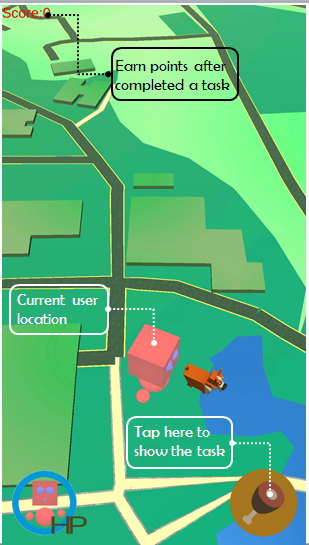 Score:0
Earn points after
completed a task
Current user
location
Tap here to
show the task
HP